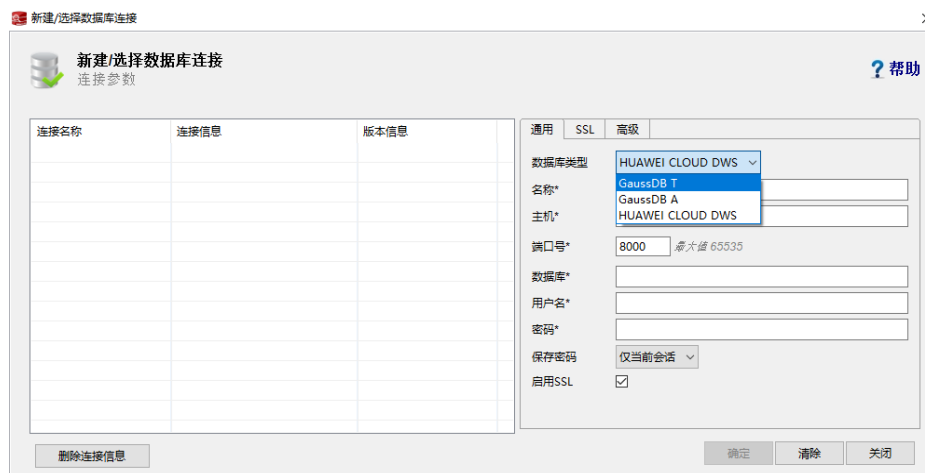 新建/选择数据库连接
新建/选择数据库连接
连接参数
帮助
连接名称 连接信息 版本信息
通用 SSL 高级
数据库类型 HUAWEI CLOUD DWS
GaussDB T
GaussDB A
HUAWEI CLOUD DWS
名称*
主机*
端口号* 8000 最大值 65535
数据库*
用户名*
密码*
保存密码 仅当前会话
启用SSL
删除连接信息 确定 清除 关闭